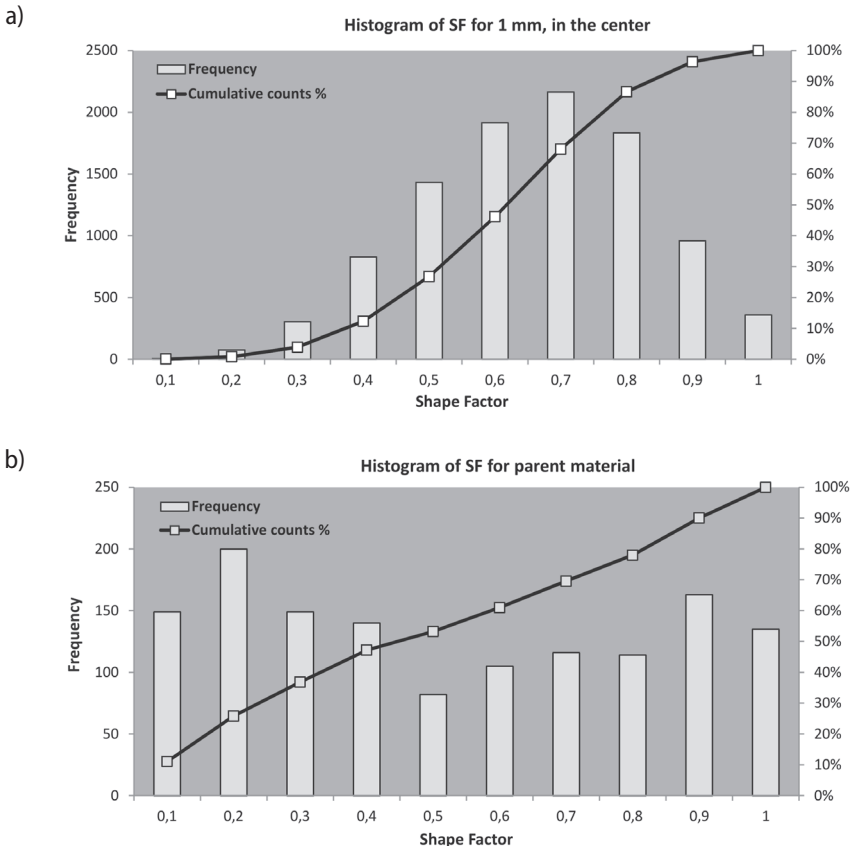 a)
Histogram of SF for 1 mm, in the center
2500
2000
1500
1000
500
0
Frequency
Frequency
Cumulative counts %
100%
90%
80%
70%
60%
50%
40%
30%
20%
10%
0%
0,1 0,2 0,3 0,4 0,5 0,6 0,7 0,8 0,9 1
Shape Factor
b)
Histogram of SF for parent material
250
200
150
100
50
0
Frequency
Frequency
Cumulative counts %
100%
90%
80%
70%
60%
50%
40%
30%
20%
10%
0%
0,1 0,2 0,3 0,4 0,5 0,6 0,7 0,8 0,9 1
Shape Factor